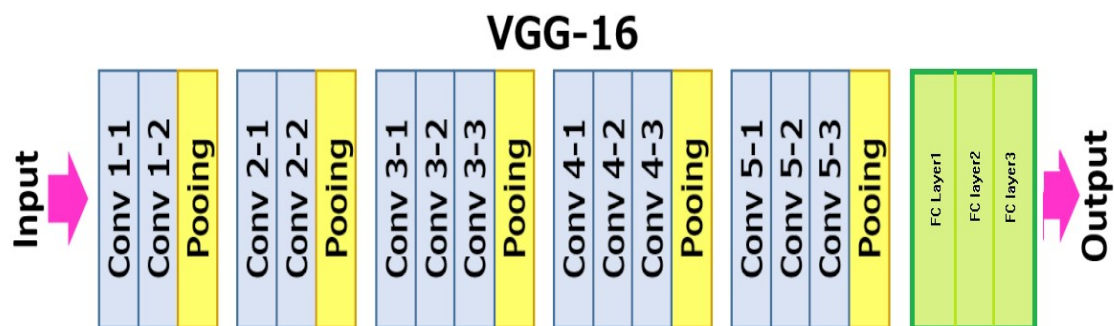 VGG-16
Input
Conv 1-1
Conv 1-2
Pooing
Conv 2-1
Conv 2-2
Pooing
Conv 3-1
Conv 3-2
Conv 3-3
Pooing
Conv 4-1
Conv 4-2
Conv 4-3
Pooing
Conv 5-1
Conv 5-2
Conv 5-3
Pooing
FC Layer1
FC layer2
FC layer3
Output